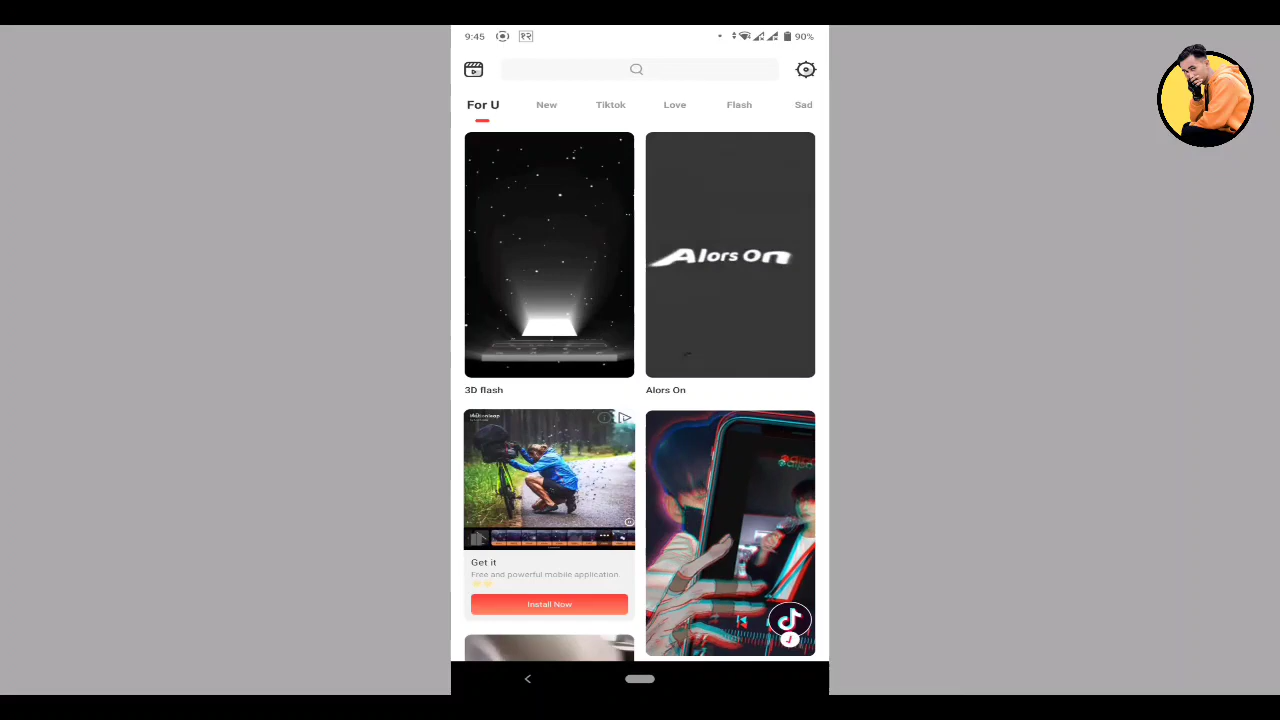 9:45
१२
90%
For U
New
Tiktok
Love
Flash
Sad
Alors On
3D flash
Alors On
Get it
Free and powerful mobile application.
Install Now